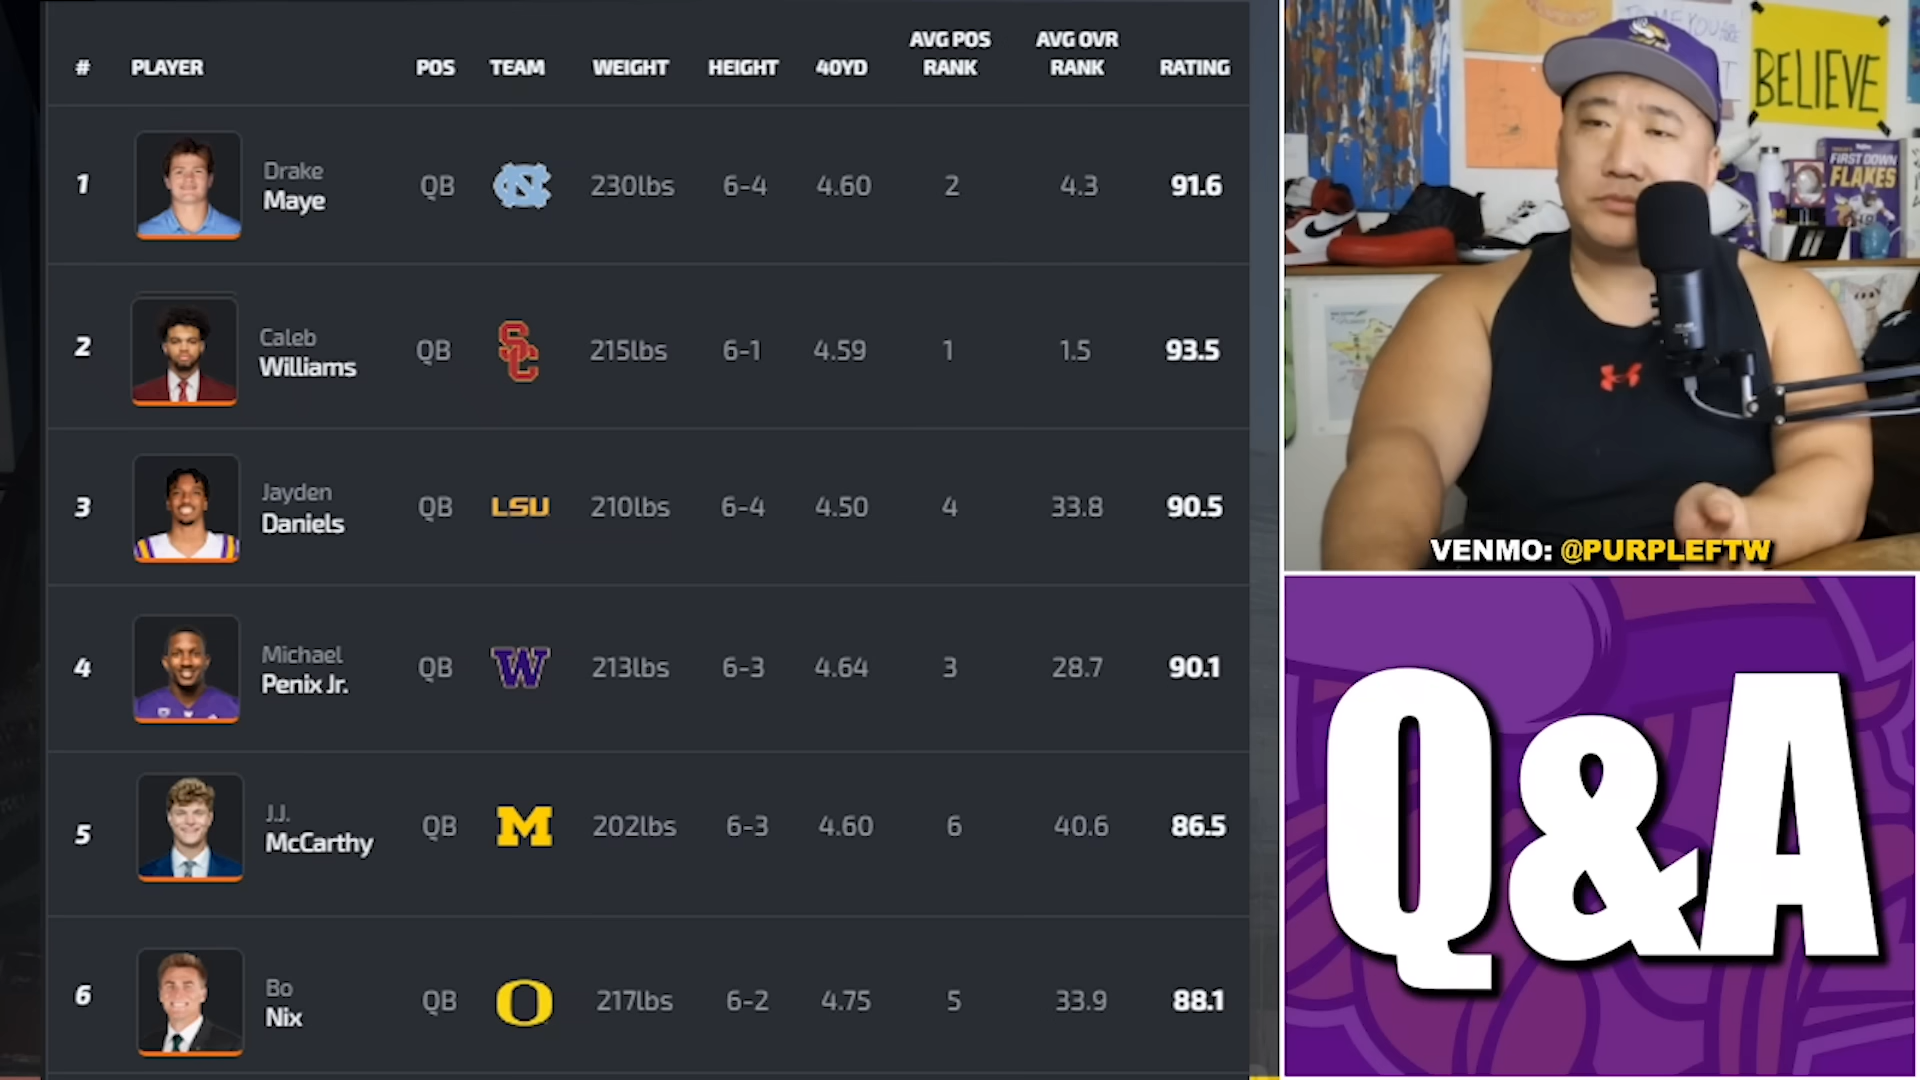 # PLAYER POS TEAM WEIGHT HEIGHT 40YD AVG POS RANK AVG OVR RANK RATING
1 Drake Maye QB NC 230lbs 6-4 4.60 2 4.3 91.6
2 Caleb Williams QB SC 215lbs 6-1 4.59 1 1.5 93.5
3 Jayden Daniels QB LSU 210lbs 6-4 4.50 4 33.8 90.5
4 Michael Penix Jr. QB W 213lbs 6-3 4.64 3 28.7 90.1
5 J.J. McCarthy QB M 202lbs 6-3 4.60 6 40.6 86.5
6 Bo Nix QB O 217lbs 6-2 4.75 5 33.9 88.1
BELIEVE
FIRST DOWN
FLAKES
VENMO: @PURPLEFTW
Q&A